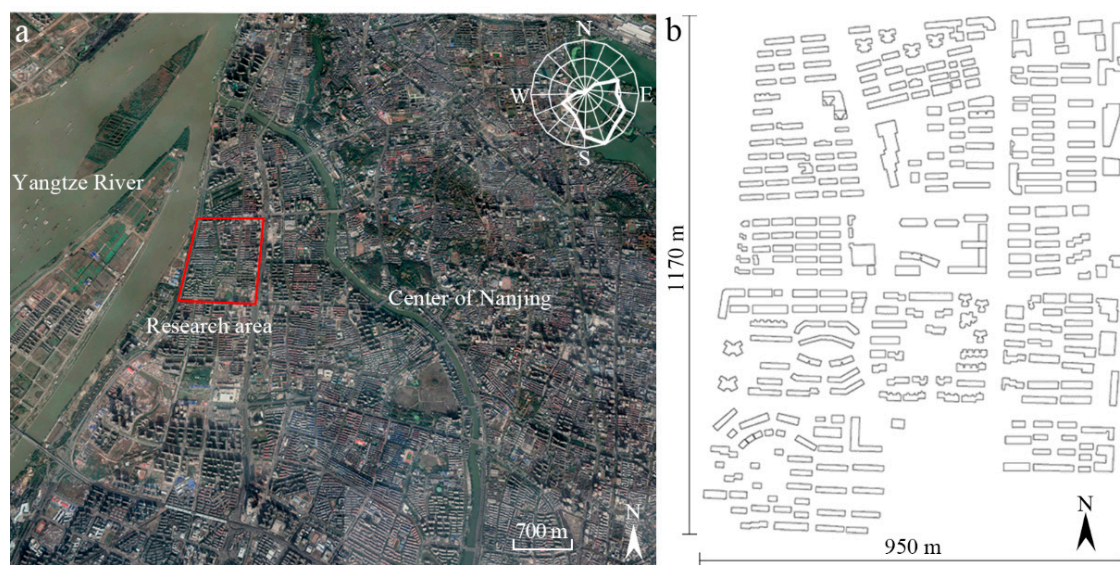 a
N
W
E
S
Yangtze River
Center of Nanjing
Research area
700 m
N
b
1170 m
N
950 m